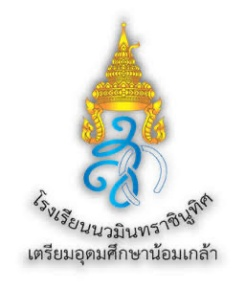 โรงเรียนนวมินทราชินูทิศ
เตรียมอุดมศึกษาน้อมเกล้า